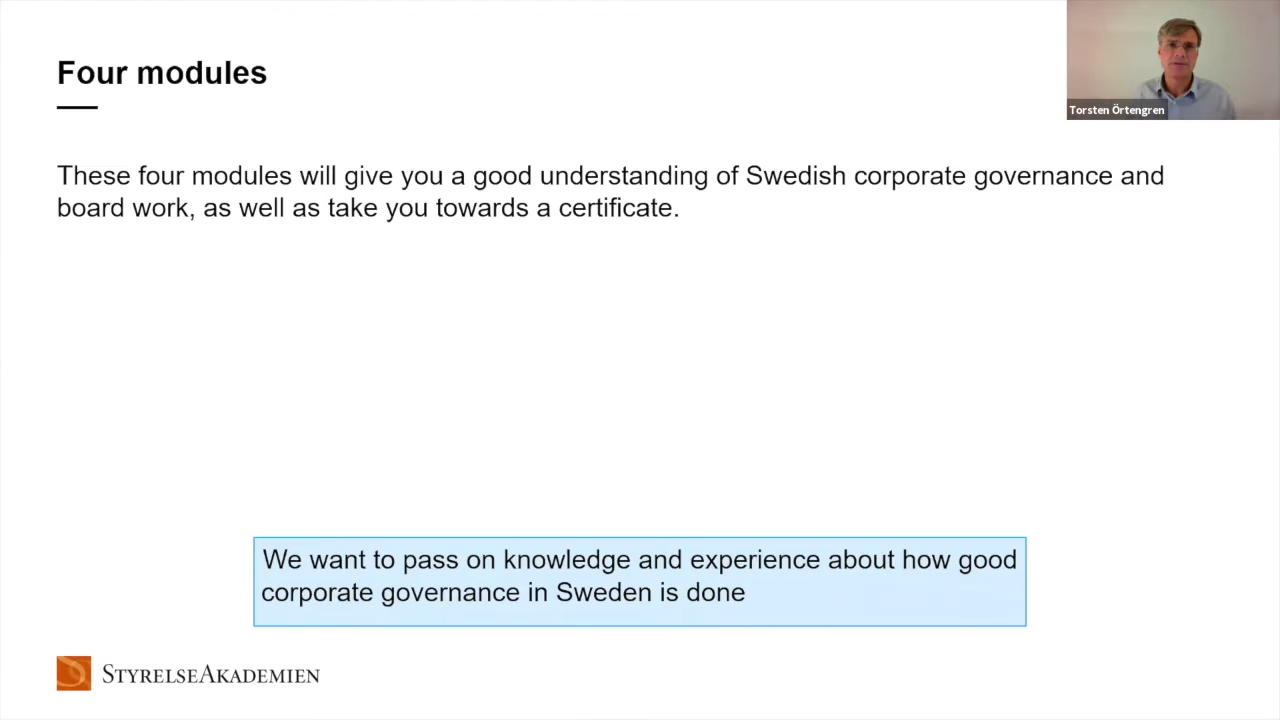 Four modules
Torsten Örtengren
These four modules will give you a good understanding of Swedish corporate governance and
board work, as well as take you towards a certificate.
We want to pass on knowledge and experience about how good
corporate governance in Sweden is done
STYRELSEAKADEMIEN